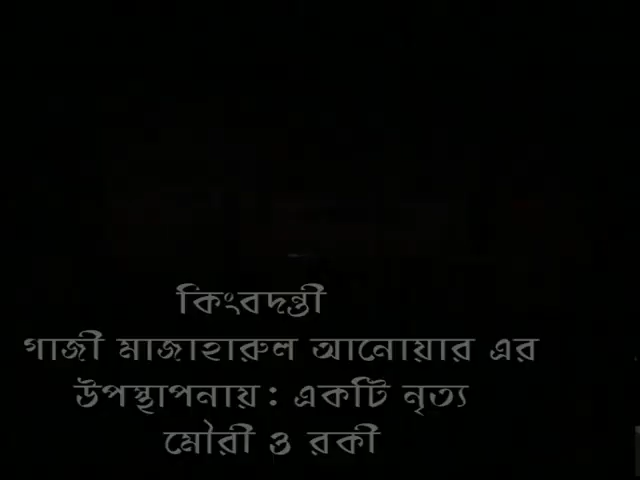 কিংবদন্তী
গাজী মাজাহারুল আনোয়ার এর
উপস্থাপনায়: একটি নৃত্য
মৌরী ও রকী